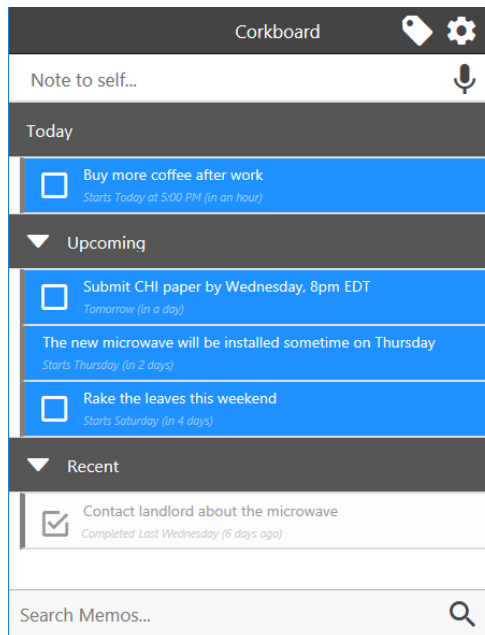 Corkboard
Note to self...
Today
Buy more coffee after work
Starts Today at 5:00 PM (in an hour)
Upcoming
Submit CHI paper by Wednesday, 8pm EDT
Tomorrow (in a day)
The new microwave will be installed sometime on Thursday
Starts Thursday (in 2 days)
Rake the leaves this weekend
Starts Saturday (in 4 days)
Recent
Contact landlord about the microwave
Completed Last Wednesday (6 days ago)
Search Memos...